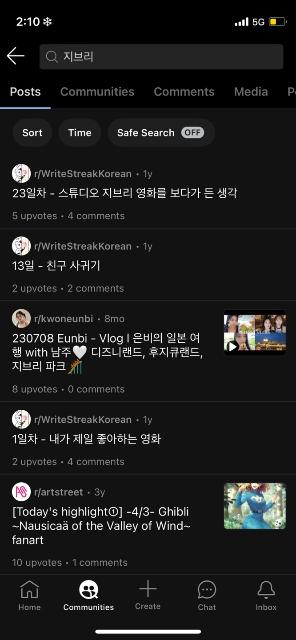 2:10 ❄ 5G
지브리
Posts Communities Comments Media P
Sort Time Safe Search OFF
r/WriteStreakKorean • 1y
23일차 - 스튜디오 지브리 영화를 보다가 든 생각
5 upvotes • 4 comments
r/WriteStreakKorean • 1y
13일 - 친구 사귀기
2 upvotes • 2 comments
r/kwoneunbi • 8mo
230708 Eunbi - Vlog l 은비의 일본 여
행 with 남주🤍 디즈니랜드, 후지큐랜드,
지브리 파크🎢
8 upvotes • 0 comments
r/WriteStreakKorean • 1y
1일차 - 내가 제일 좋아하는 영화
2 upvotes • 4 comments
r/artstreet • 3y
[Today's highlight①] -4/3- Ghibli
~Nausicaä of the Valley of Wind~
fanart
10 upvotes • 1 comments
Home Communities Create Chat Inbox